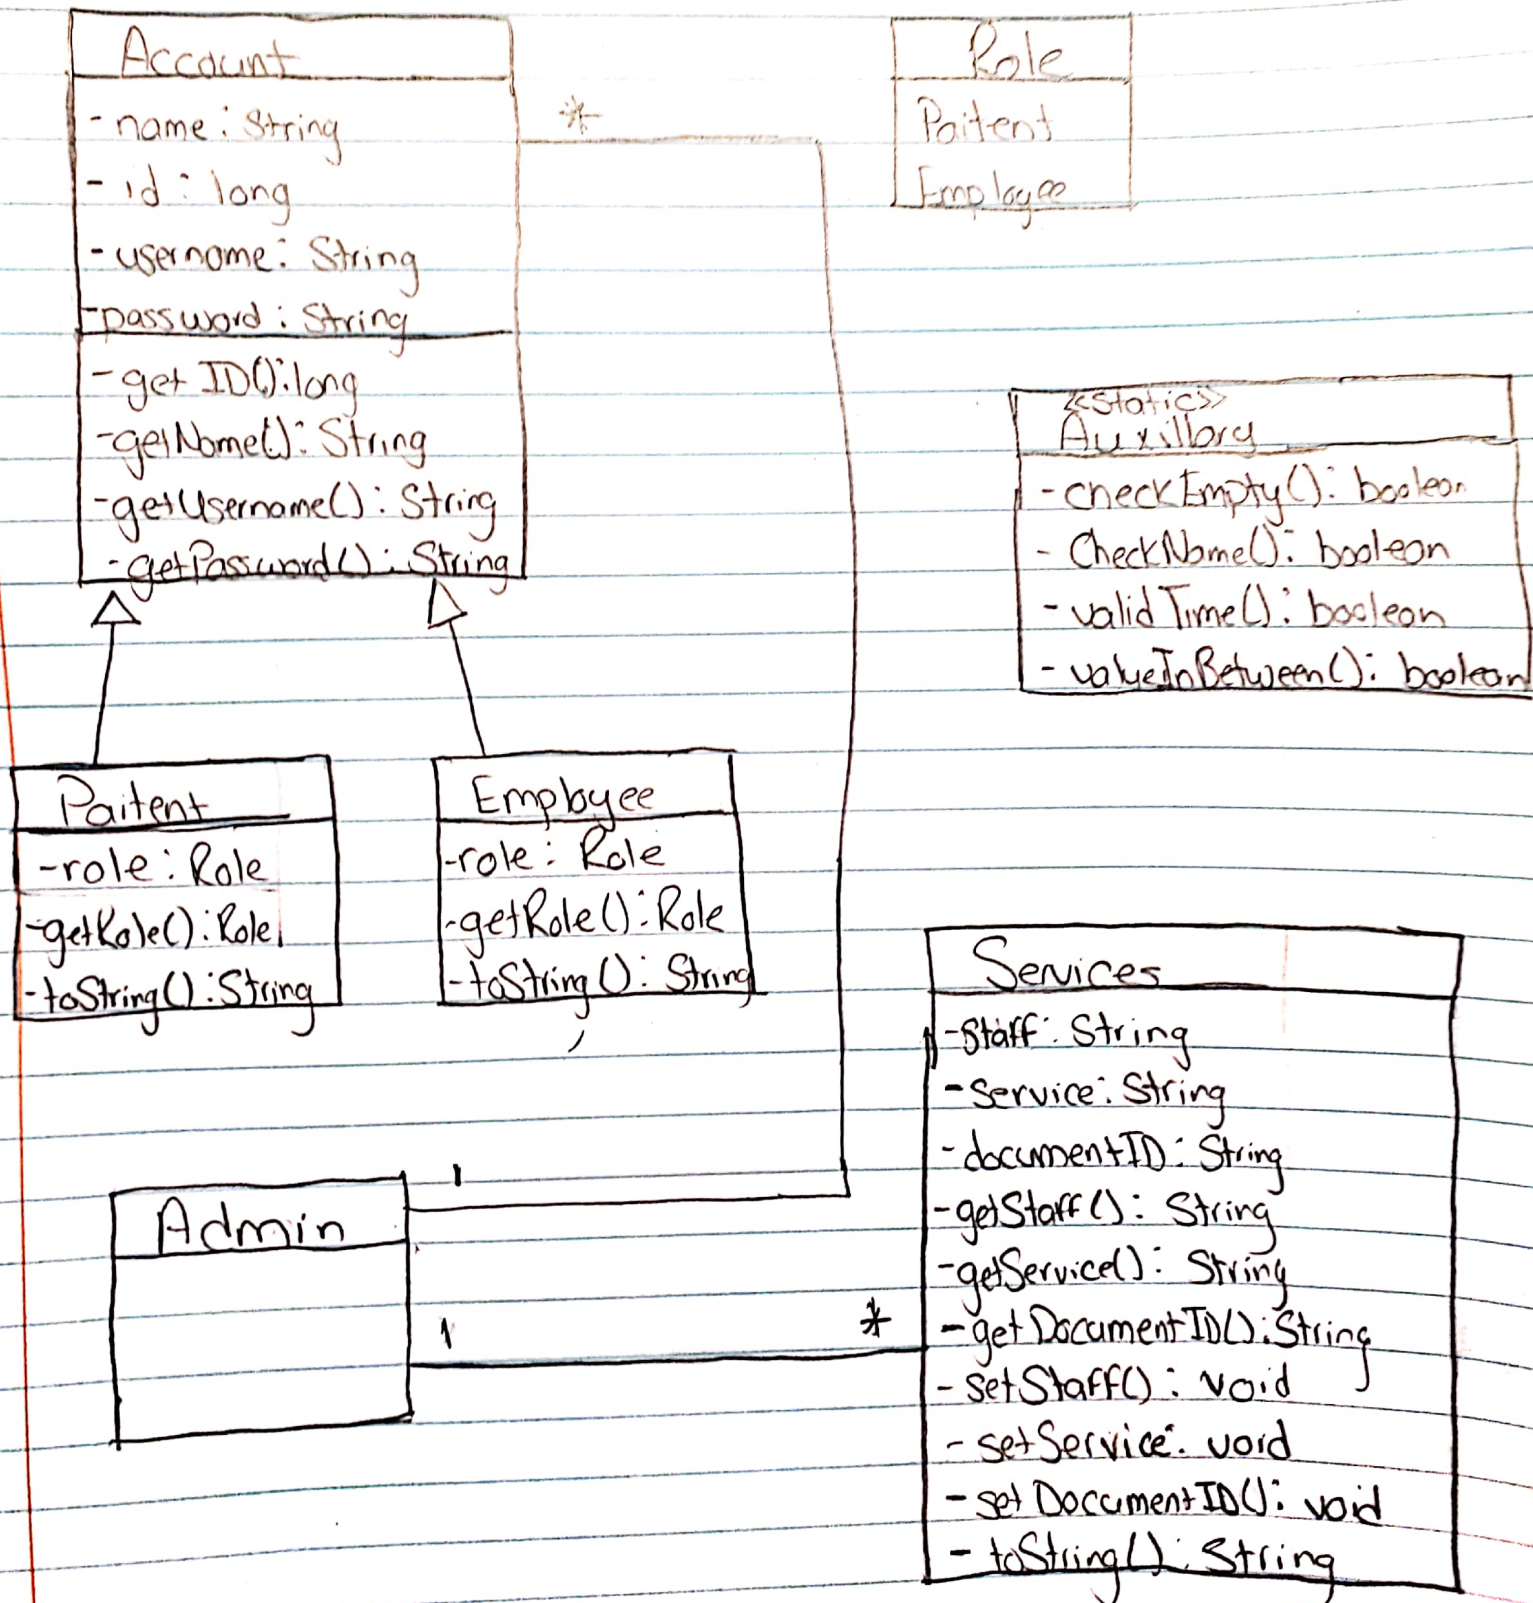 Account
- name: String
- id: long
- username: String
- password: String
- getID(): long
- getName(): String
- getUsername(): String
- getPassword(): String
*
Role
Paitent
Employee
<<Static>>
Auxillary
- checkEmpty(): boolean
- CheckName(): boolean
- validTime(): boolean
- valueInBetween(): boolean
Paitent
- role: Role
- getRole(): Role
- toString(): String
Employee
- role: Role
- getRole(): Role
- toString(): String
Admin
1
1
*
Services
- Staff: String
- Service: String
- documentID: String
- getStaff(): String
- getService(): String
- getDocumentID(): String
- setStaff(): void
- setService: void
- setDocumentID(): void
- toString(): String